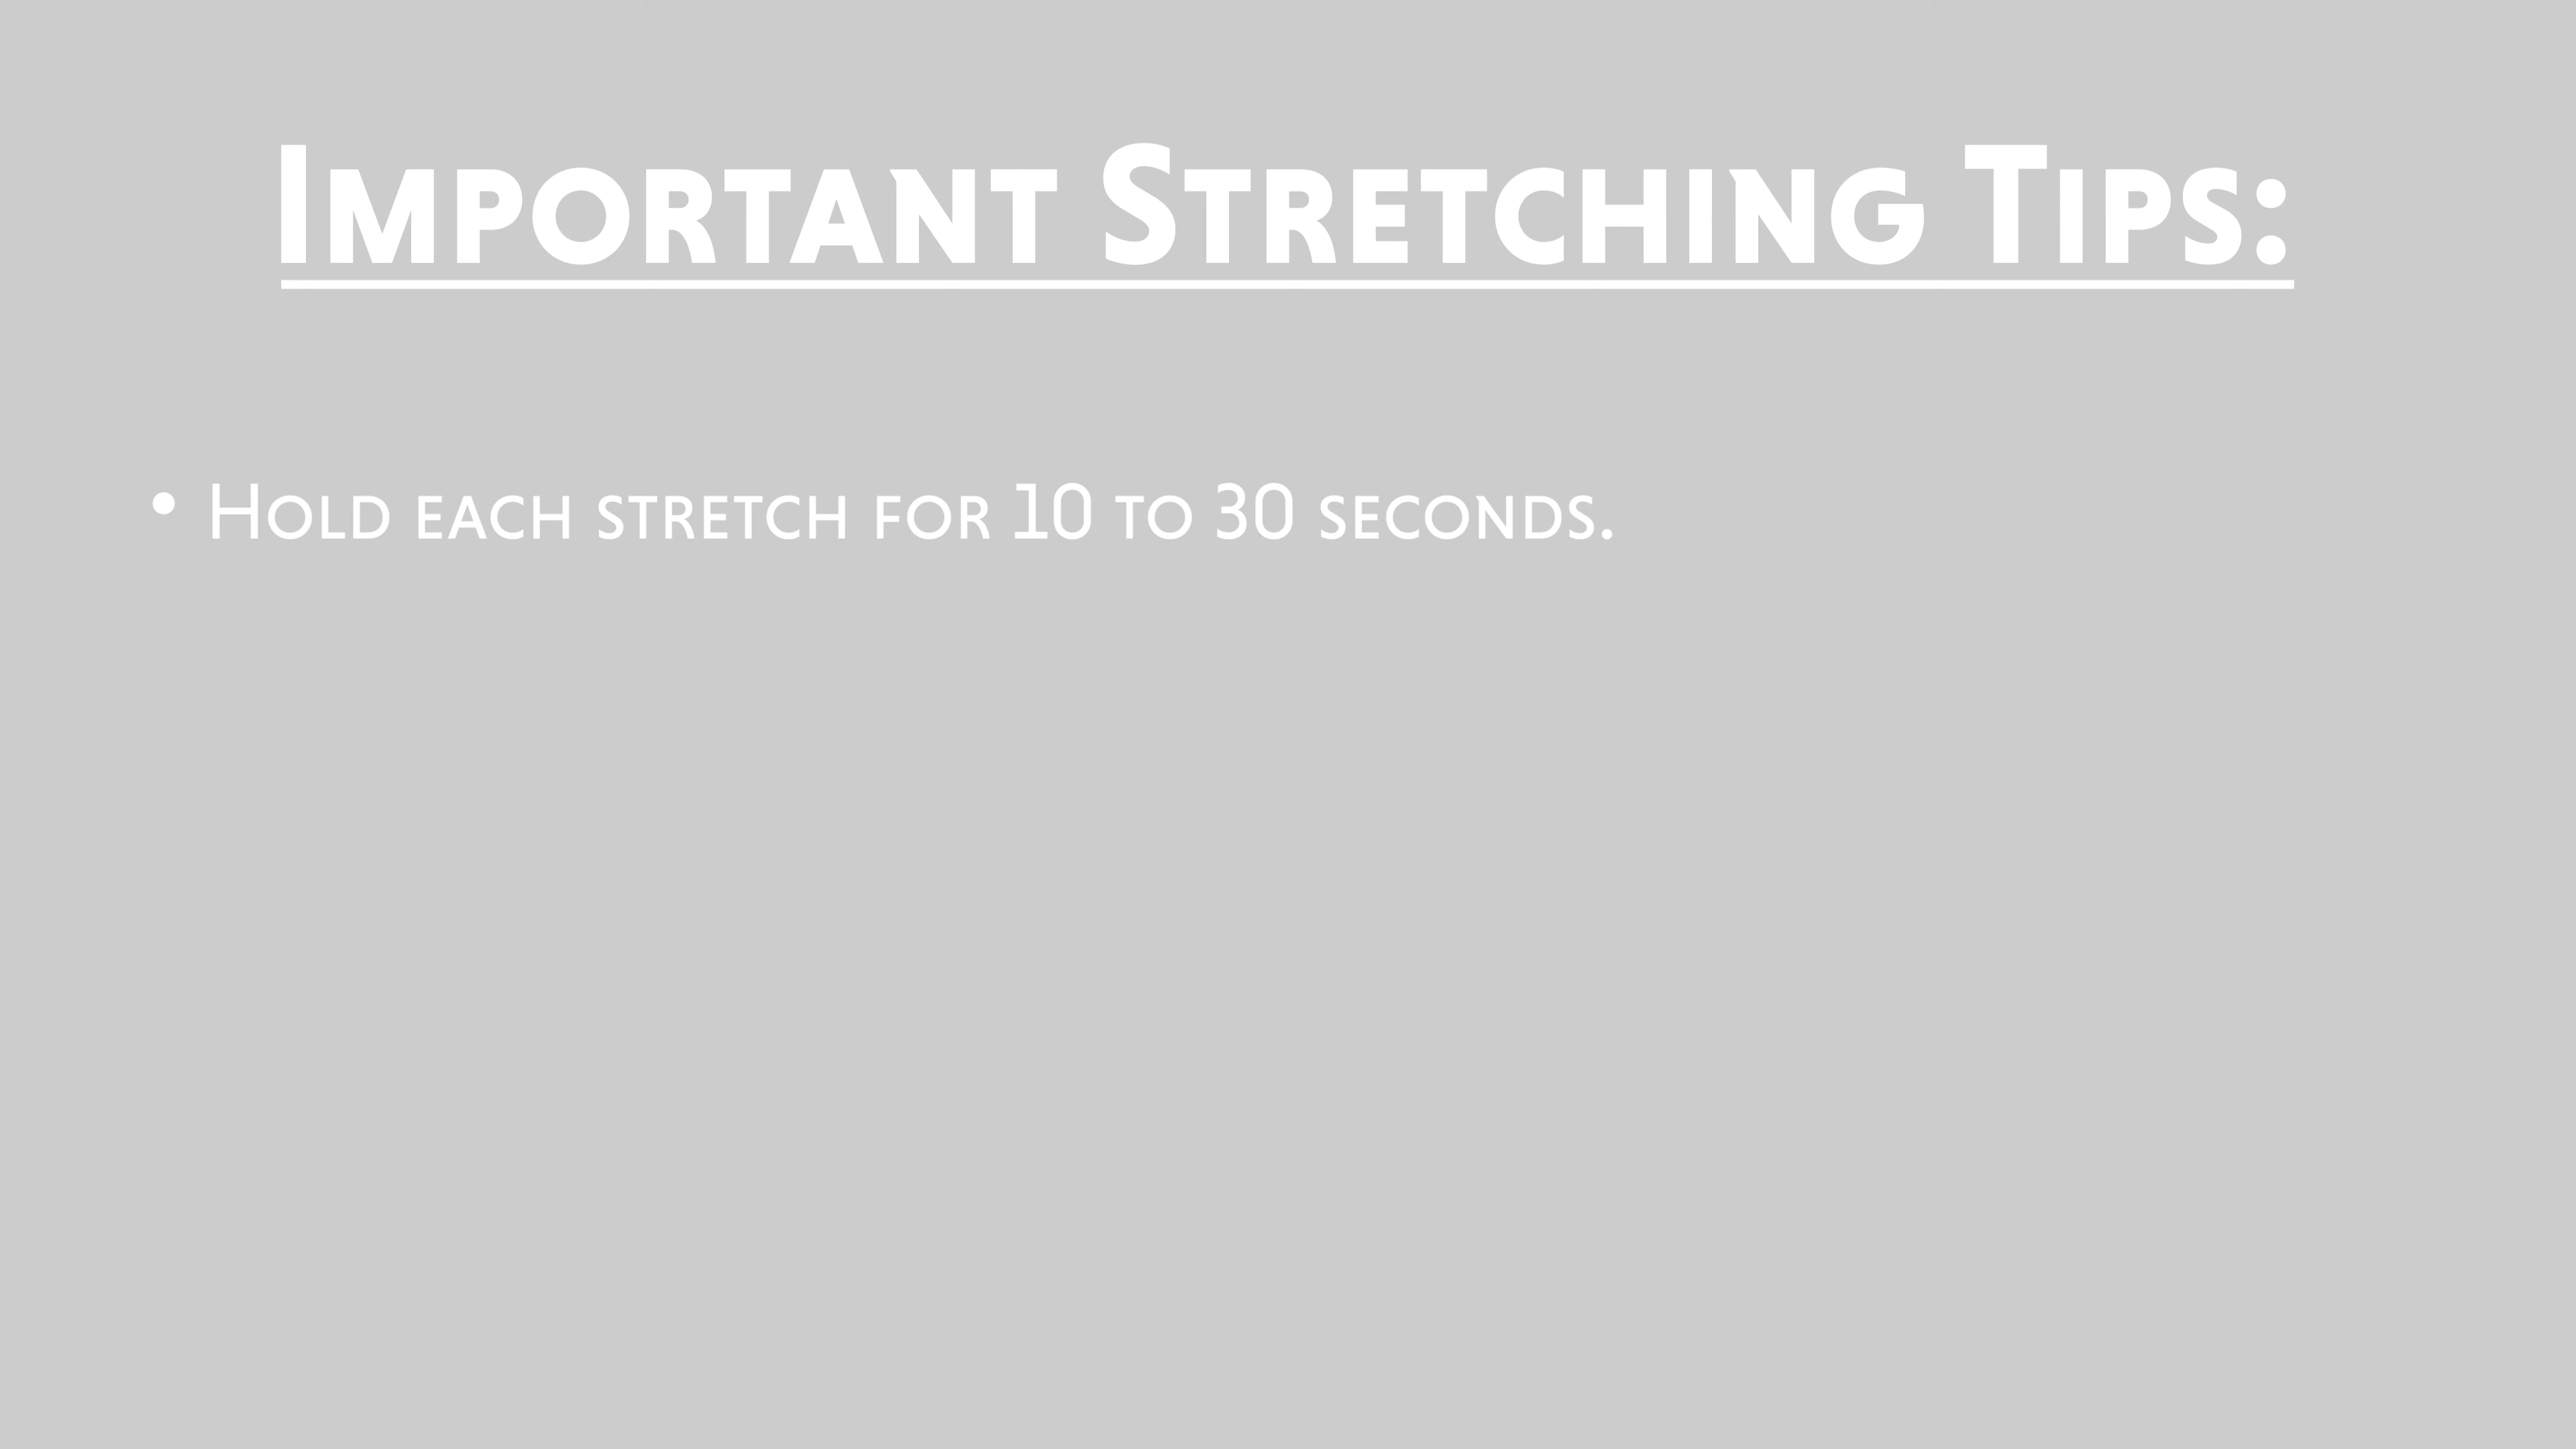 Important Stretching Tips:
• Hold each stretch for 10 to 30 seconds.